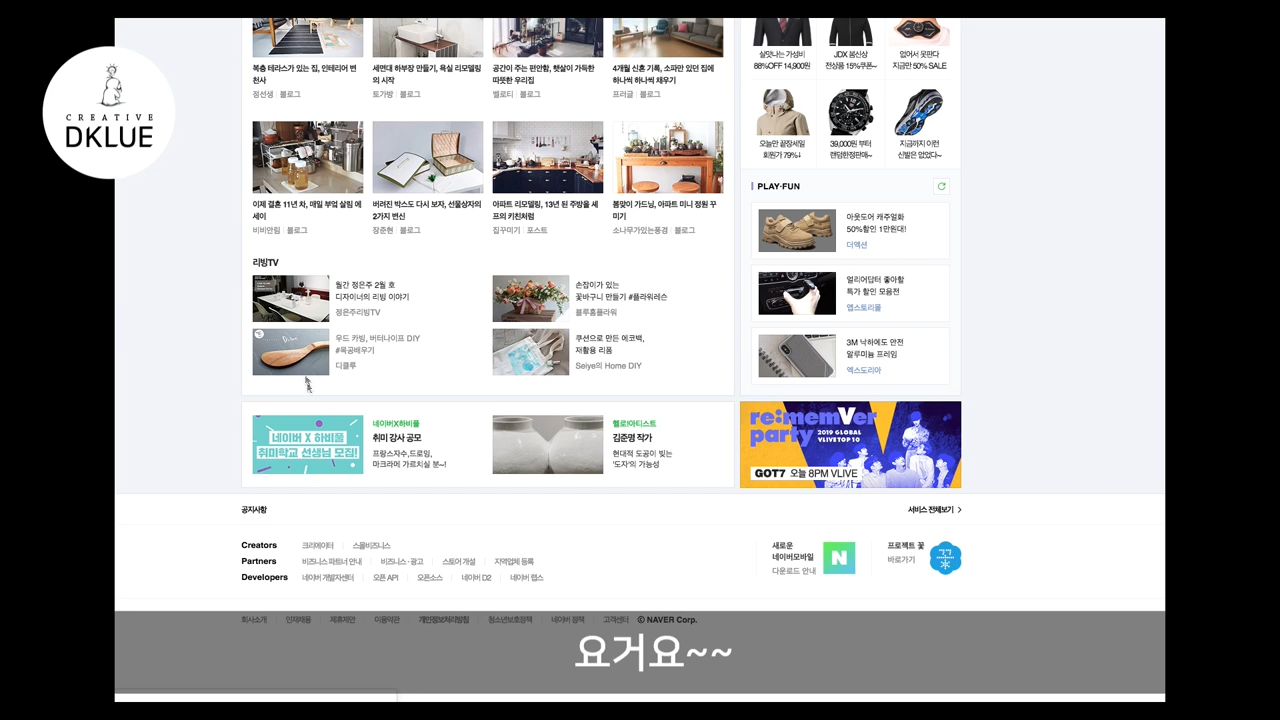 CREATIVE
DKLUE
복층 테라스가 있는 집, 인테리어 변
천사
정선생 블로그
세면대 하부장 만들기, 욕실 리모델링
의 시작
토가방 블로그
공간이 주는 편안함, 햇살이 가득한
따뜻한 우리집
벨로티 블로그
4개월 신혼 기록, 소파만 있던 집에
하나씩 하나씩 채우기
프러글 블로그
이제 결혼 11년 차, 매일 부엌 살림 에
세이
비비안림 블로그
버려진 박스도 다시 보자, 선물상자의
2가지 변신
장준현 블로그
아파트 리모델링, 13년 된 주방을 셰
프의 키친처럼
집꾸미기 포스트
봄맞이 가드닝, 아파트 미니 정원 꾸
미기
소나무가있는풍경 블로그
리빙TV
월간 정은주 2월 호
디자이너의 리빙 이야기
정은주리빙TV
손잡이가 있는
꽃바구니 만들기 #플라워레슨
블루홈플라워
우드 카빙, 버터나이프 DIY
#목공배우기
디클루
쿠션으로 만든 에코백,
재활용 리폼
Seiye의 Home DIY
네이버 X 하비풀
취미학교 선생님 모집!
네이버X하비풀
취미 강사 공모
프랑스자수,드로잉,
마크라메 가르치실 분~!
헬로!아티스트
김준명 작가
현대적 도공이 빚는
'도자'의 가능성
살맛나는 가성비
88%OFF 14,900원
JDX 봄신상
전상품 15%쿠폰~
없어서 못판다
지금만 50% SALE
오늘만 끝장세일
회원가 79%↓
39,000원 부터
랜덤한정판매~
지금까지 이런
신발은 없었다~
PLAY·FUN
아웃도어 캐주얼화
50%할인 1만원대!
더팩션
얼리어답터 좋아할
특가 할인 모음전
앱스토리몰
3M 낙하에도 안전
알루미늄 프레임
엑스도리아
re:memVer
party
2019 GLOBAL
VLIVE TOP 10
GOT7 오늘 8PM VLIVE
공지사항
서비스 전체보기
Creators 크리에이터 스몰비즈니스
Partners 비즈니스 파트너 안내 비즈니스 · 광고 스토어 개설 지역업체 등록
Developers 네이버 개발자센터 오픈 API 오픈소스 네이버 D2 네이버 랩스
새로운
네이버모바일
다운로드 안내
N
프로젝트 꽃
바로가기
회사소개 인재채용 제휴제안 이용약관 개인정보처리방침 청소년보호정책 네이버 정책 고객센터 ⓒ NAVER Corp.
요거요~~